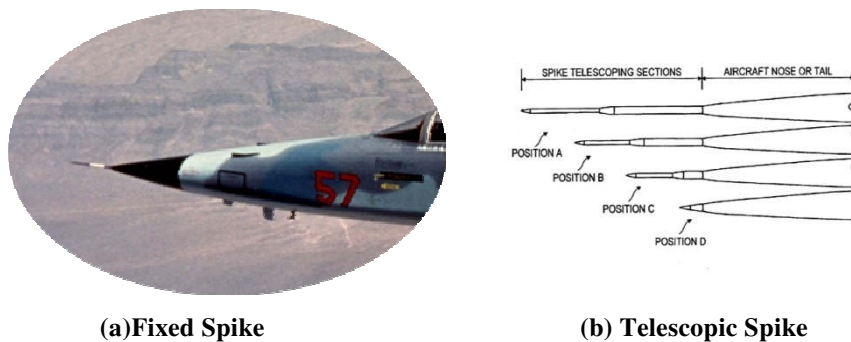 57
SPIKE TELESCOPING SECTIONS
AIRCRAFT NOSE OR TAIL
POSITION A
POSITION B
POSITION C
POSITION D
(a)Fixed Spike
(b) Telescopic Spike